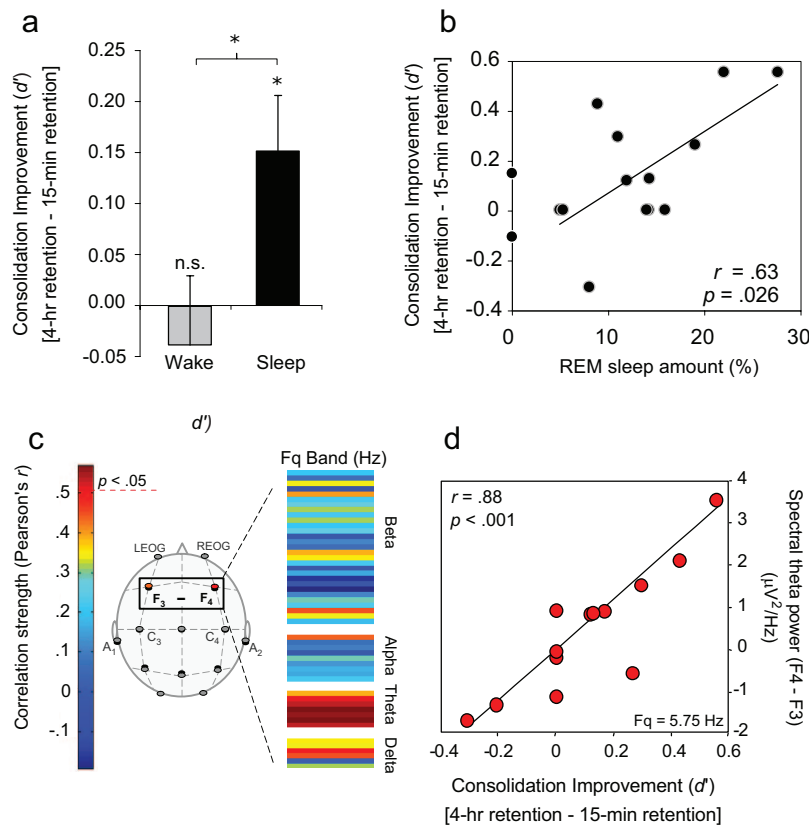 a
Consolidation Improvement (d')
[4-hr retention - 15-min retention]
0.25
0.20
0.15
0.10
0.05
0.00
-0.05
*
*
n.s.
Wake
Sleep
b
Consolidation Improvement (d')
[4-hr retention - 15-min retention]
0.6
0.4
0.2
0
-0.2
-0.4
r = .63
p = .026
0
10
20
30
REM sleep amount (%)
d')
c
Correlation strength (Pearson's r)
.5
.4
.3
.2
.1
0
-.1
p < .05
LEOG
REOG
F3
–
F4
C3
C4
A1
A2
Fq Band (Hz)
Beta
Alpha
Theta
Delta
d
r = .88
p < .001
4
3
2
1
0
-1
-2
Spectral theta power (F4 - F3)
(µV²/Hz)
Fq = 5.75 Hz
-0.4
-0.2
0
0.2
0.4
0.6
Consolidation Improvement (d')
[4-hr retention - 15-min retention]